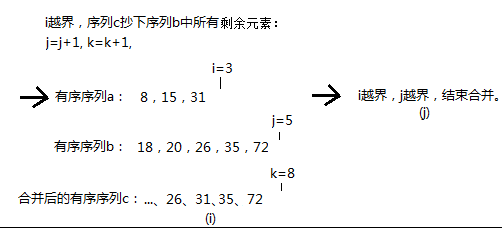 i越界，序列c抄下序列b中所有剩余元素：
j=j+1, k=k+1,
i=3
有序序列a： 8，15，31
i越界，j越界，结束合并。
(j)
j=5
有序序列b： 18，20，26，35，72
k=8
合并后的有序序列c：...、26、31、35、72
(i)